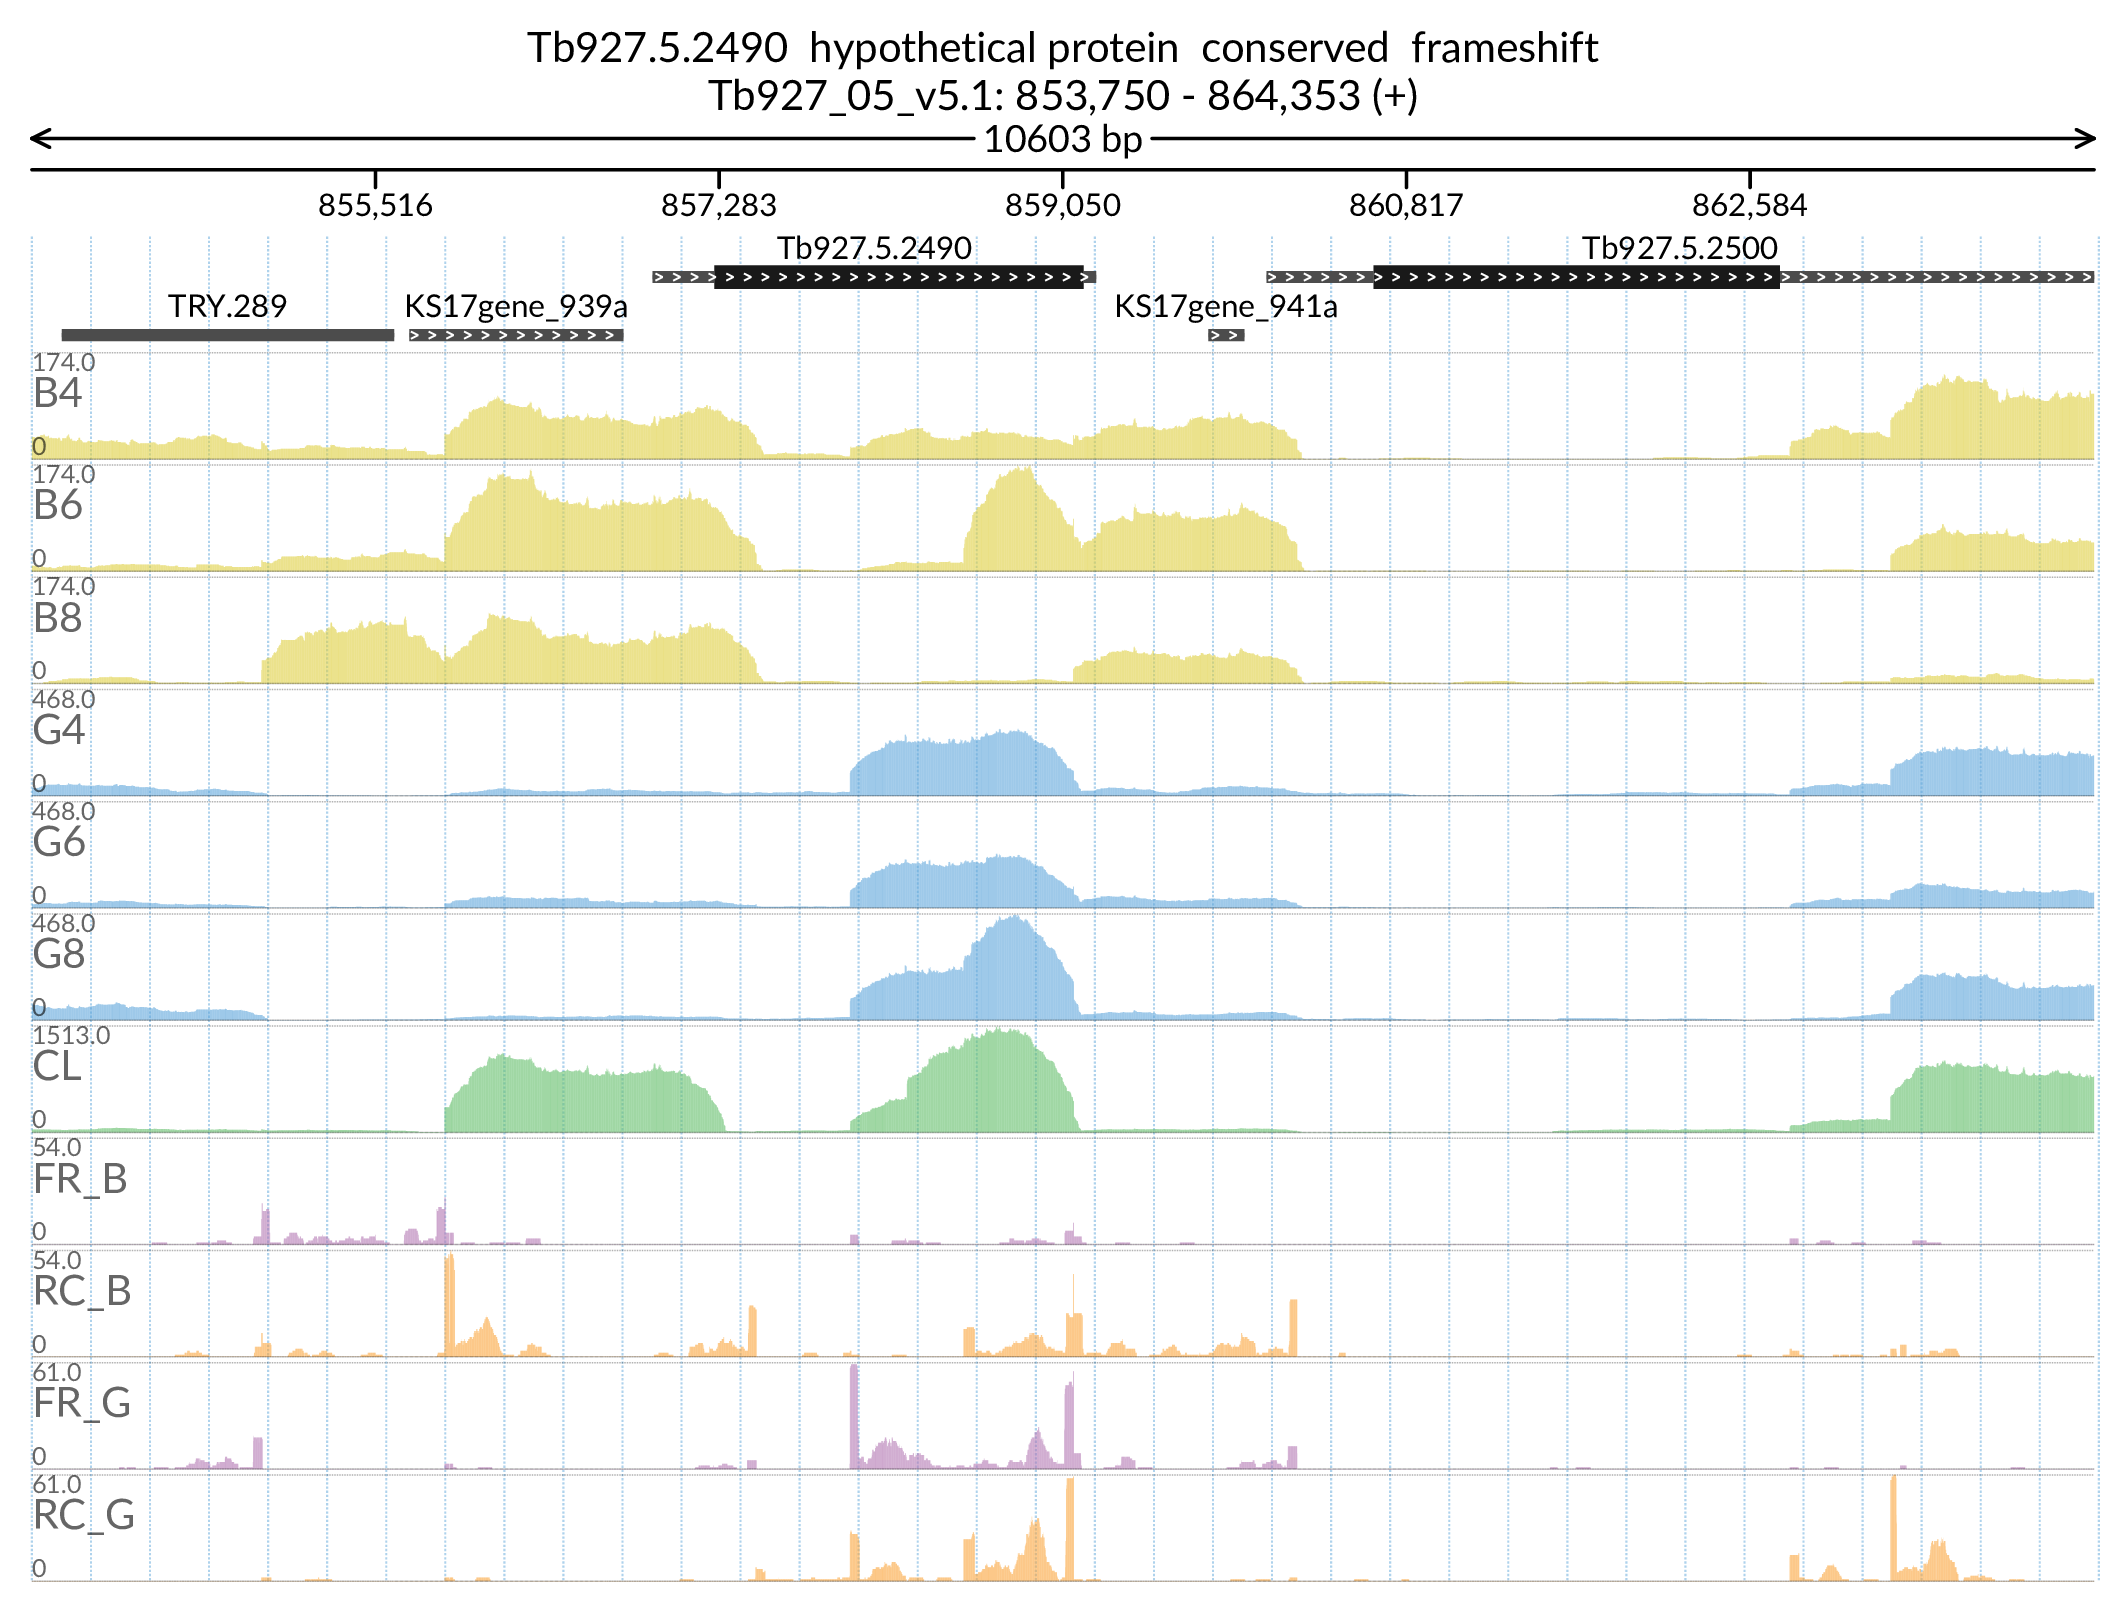 Tb927.5.2490  hypothetical protein  conserved  frameshift
Tb927_05_v5.1: 853,750 - 864,353 (+)
10603 bp
855,516 857,283 859,050 860,817 862,584
Tb927.5.2490 Tb927.5.2500
TRY.289 KS17gene_939a KS17gene_941a
174.0
B4
0
174.0
B6
0
174.0
B8
0
468.0
G4
0
468.0
G6
0
468.0
G8
0
1513.0
CL
0
54.0
FR_B
0
54.0
RC_B
0
61.0
FR_G
0
61.0
RC_G
0